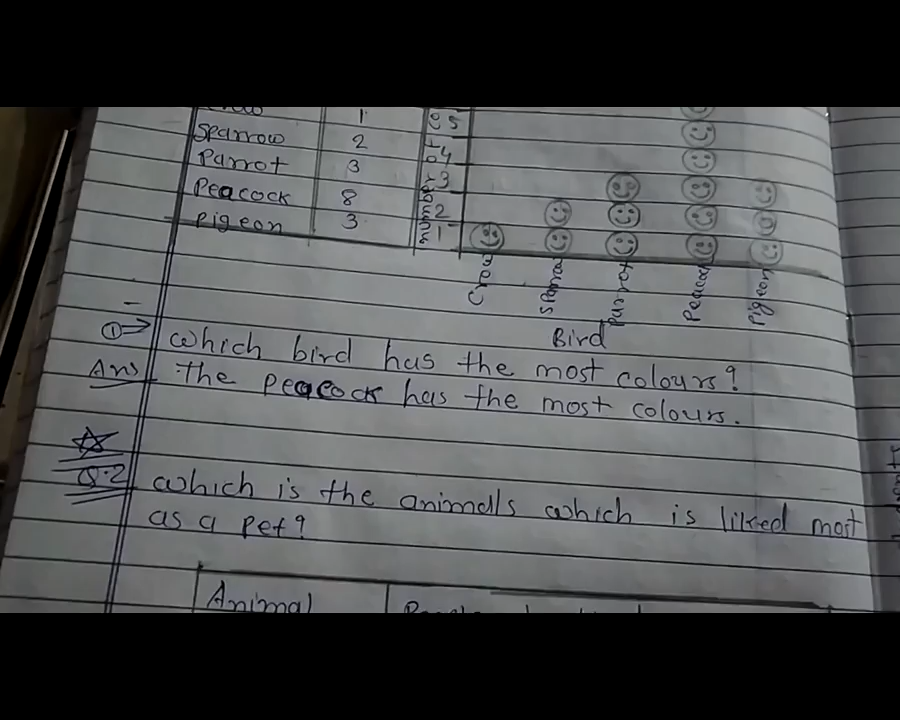 1
Sparrow 2
Parrot 3
Peacock 8
Pigeon 3
5
4
3
2
1
Crow
Parrot
Peacock
Pigeon
Bird
① ⇒ which bird has the most colours?
Ans the peacock has the most colours.
Q.2 which is the animals which is liked most
as a pet?
Animal